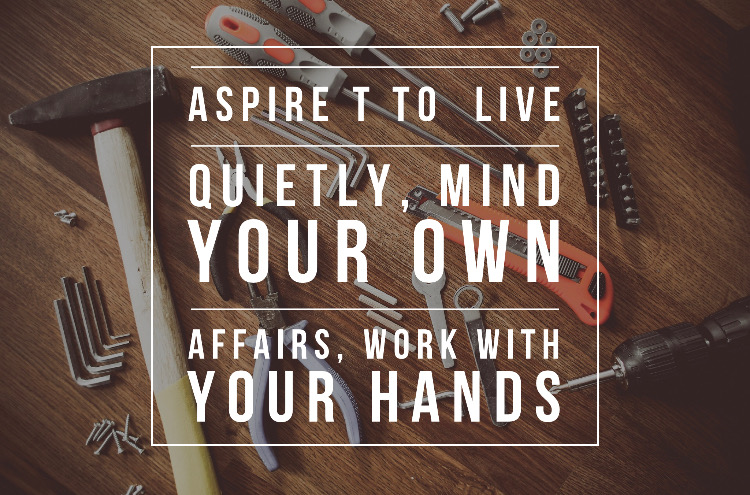 ASPIRE T TO LIVE
QUIETLY, MIND
YOUR OWN
AFFAIRS, WORK WITH
YOUR HANDS